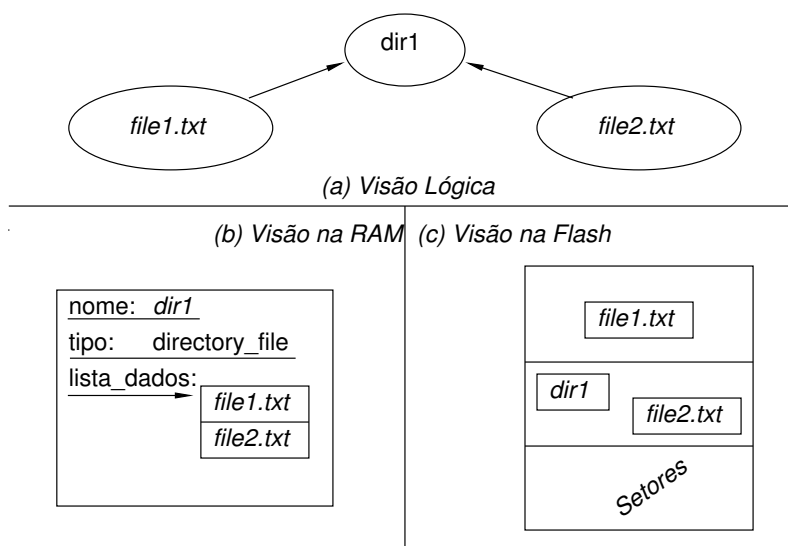 dir1
file1.txt
file2.txt
(a) Visão Lógica
(b) Visão na RAM
nome: dir1
tipo: directory_file
lista_dados:
file1.txt
file2.txt
(c) Visão na Flash
file1.txt
dir1
file2.txt
Setores